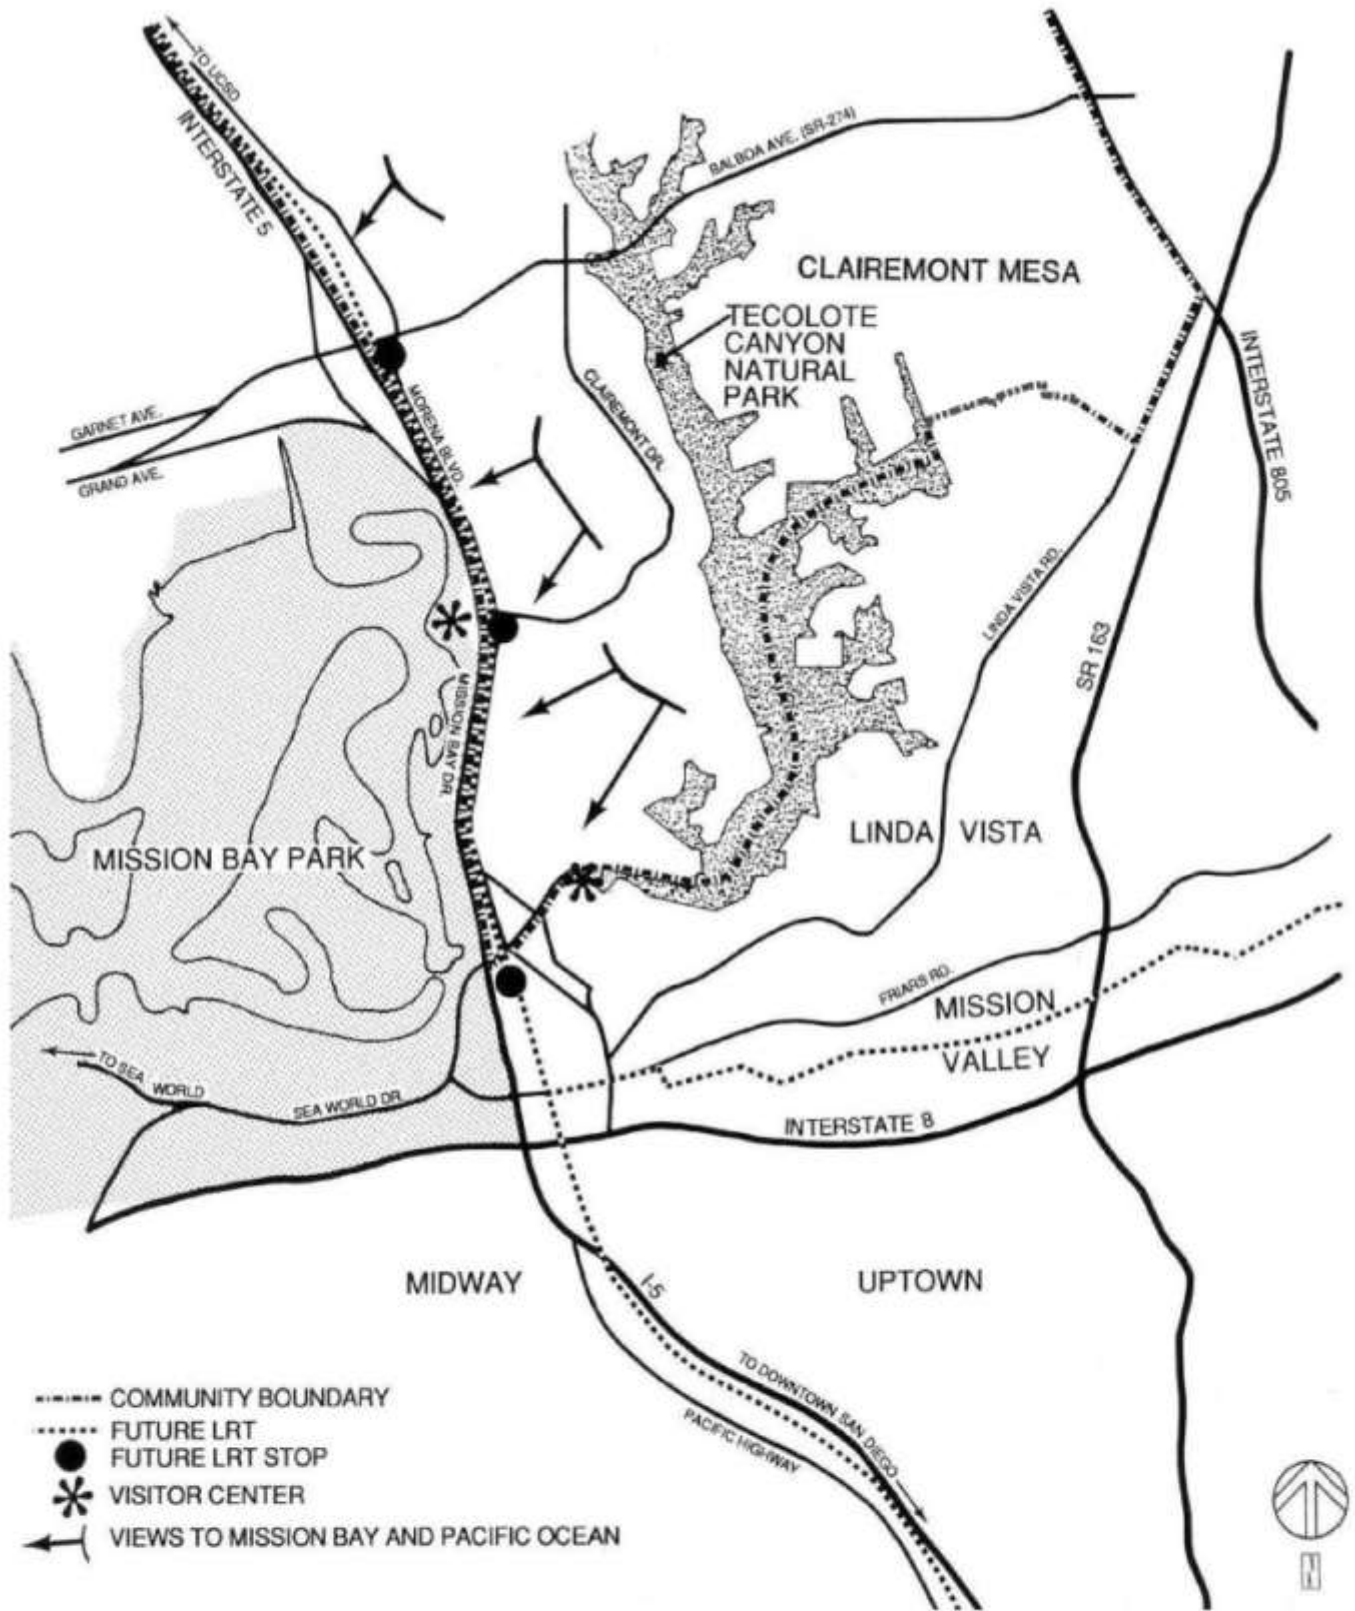 TO UCSD
INTERSTATE 5
BALBOA AVE. (SR-274)
CLAIREMONT MESA
TECOLOTE
CANYON
NATURAL
PARK
INTERSTATE 805
GARNET AVE.
GRAND AVE.
MORENA BLVD.
CLAIREMONT DR.
LINDA VISTA RD.
SR 163
MISSION BAY DR.
MISSION BAY PARK
LINDA VISTA
FRIARS RD.
MISSION
VALLEY
TO SEA WORLD
SEA WORLD DR.
INTERSTATE 8
MIDWAY
UPTOWN
I-5
TO DOWNTOWN SAN DIEGO
PACIFIC HIGHWAY
COMMUNITY BOUNDARY
FUTURE LRT
FUTURE LRT STOP
VISITOR CENTER
VIEWS TO MISSION BAY AND PACIFIC OCEAN
N